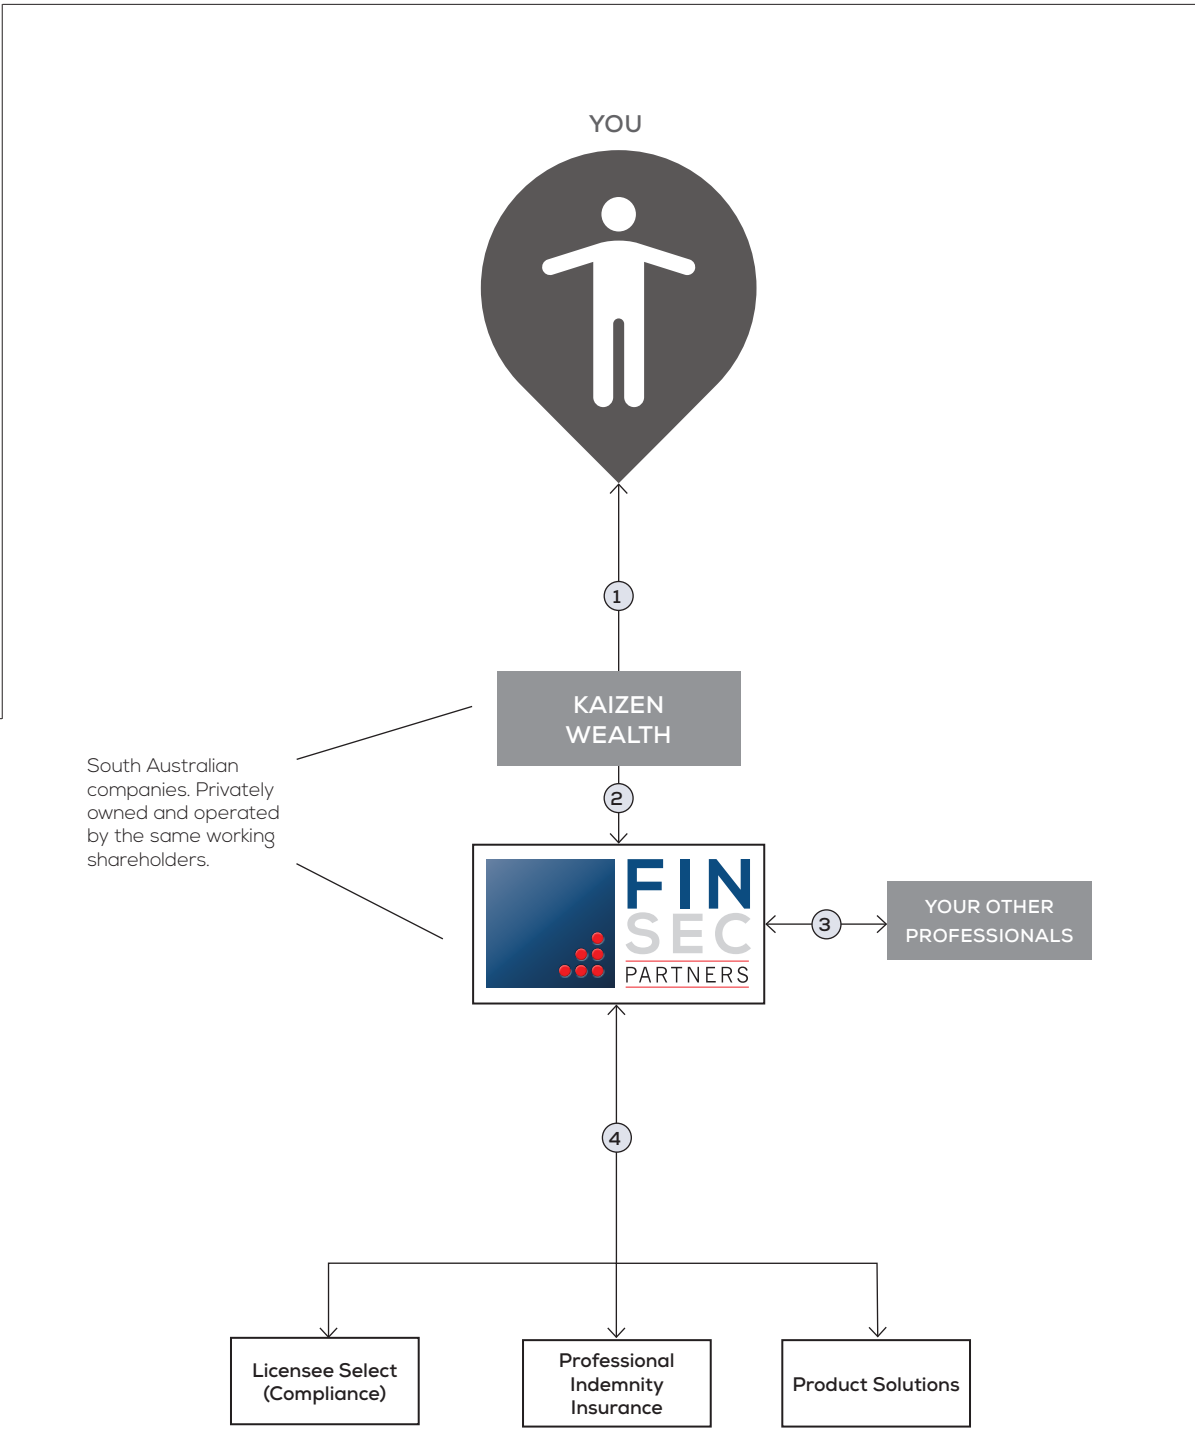 YOU
1
KAIZEN
WEALTH
South Australian
companies. Privately
owned and operated
by the same working
shareholders.
2
FIN
SEC
PARTNERS
3
YOUR OTHER
PROFESSIONALS
4
Licensee Select
(Compliance)
Professional
Indemnity
Insurance
Product Solutions